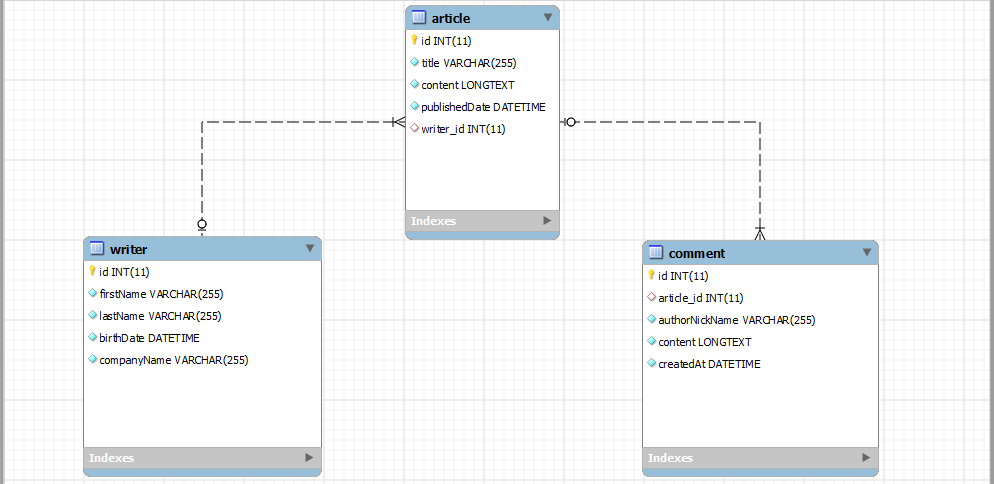 article
id INT(11)
title VARCHAR(255)
content LONGTEXT
publishedDate DATETIME
writer_id INT(11)
Indexes
writer
id INT(11)
firstName VARCHAR(255)
lastName VARCHAR(255)
birthDate DATETIME
companyName VARCHAR(255)
Indexes
comment
id INT(11)
article_id INT(11)
authorNickName VARCHAR(255)
content LONGTEXT
createdAt DATETIME
Indexes